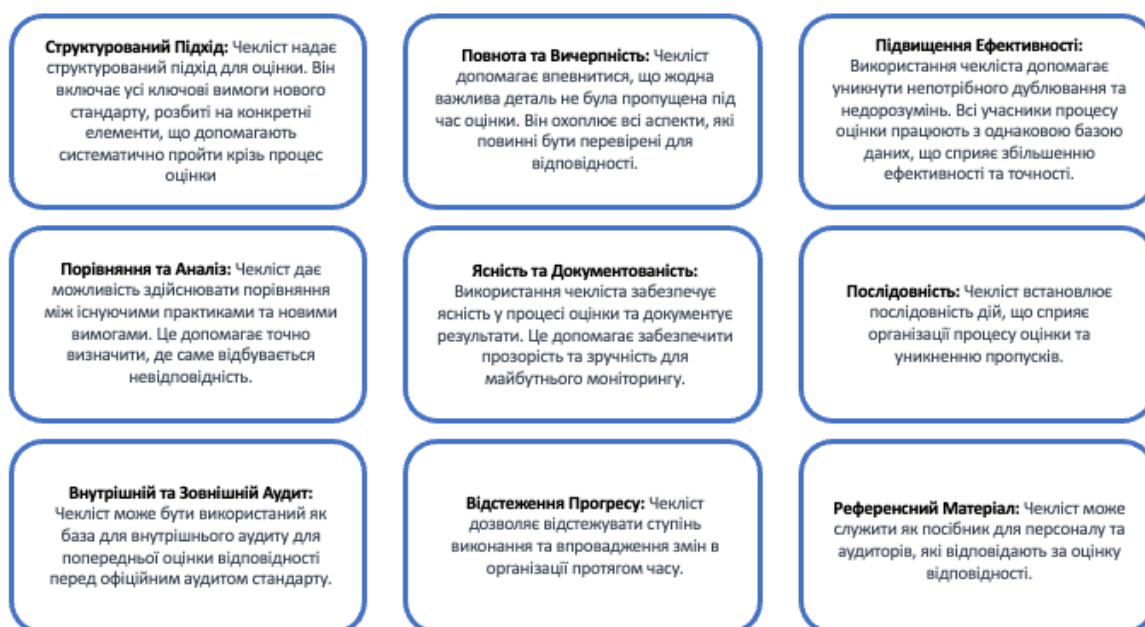 Структурований Підхід: Чекліст надає
структурований підхід для оцінки. Він
включає усі ключові вимоги нового
стандарту, розбиті на конкретні
елементи, що допомагають
систематично пройти крізь процес
оцінки
Повнота та Вичерпність: Чекліст
допомагає впевнитися, що жодна
важлива деталь не була пропущена під
час оцінки. Він охоплює всі аспекти, які
повинні бути перевірені для
відповідності.
Підвищення Ефективності:
Використання чекліста допомагає
уникнути непотрібного дублювання та
недорозумінь. Всі учасники процесу
оцінки працюють з однаковою базою
даних, що сприяє збільшенню
ефективності та точності.
Порівняння та Аналіз: Чекліст дає
можливість здійснювати порівняння
між існуючими практиками та новими
вимогами. Це допомагає точно
визначити, де саме відбувається
невідповідність.
Ясність та Документованість:
Використання чекліста забезпечує
ясність у процесі оцінки та документує
результати. Це допомагає забезпечити
прозорість та зручність для
майбутнього моніторингу.
Послідовність: Чекліст встановлює
послідовність дій, що сприяє
організації процесу оцінки та
уникненню пропусків.
Внутрішній та Зовнішній Аудит:
Чекліст може бути використаний як
база для внутрішнього аудиту для
попередньої оцінки відповідності
перед офіційним аудитом стандарту.
Відстеження Прогресу: Чекліст
дозволяє відстежувати ступінь
виконання та впровадження змін в
організації протягом часу.
Референсний Матеріал: Чекліст може
служити як посібник для персоналу та
аудиторів, які відповідають за оцінку
відповідності.